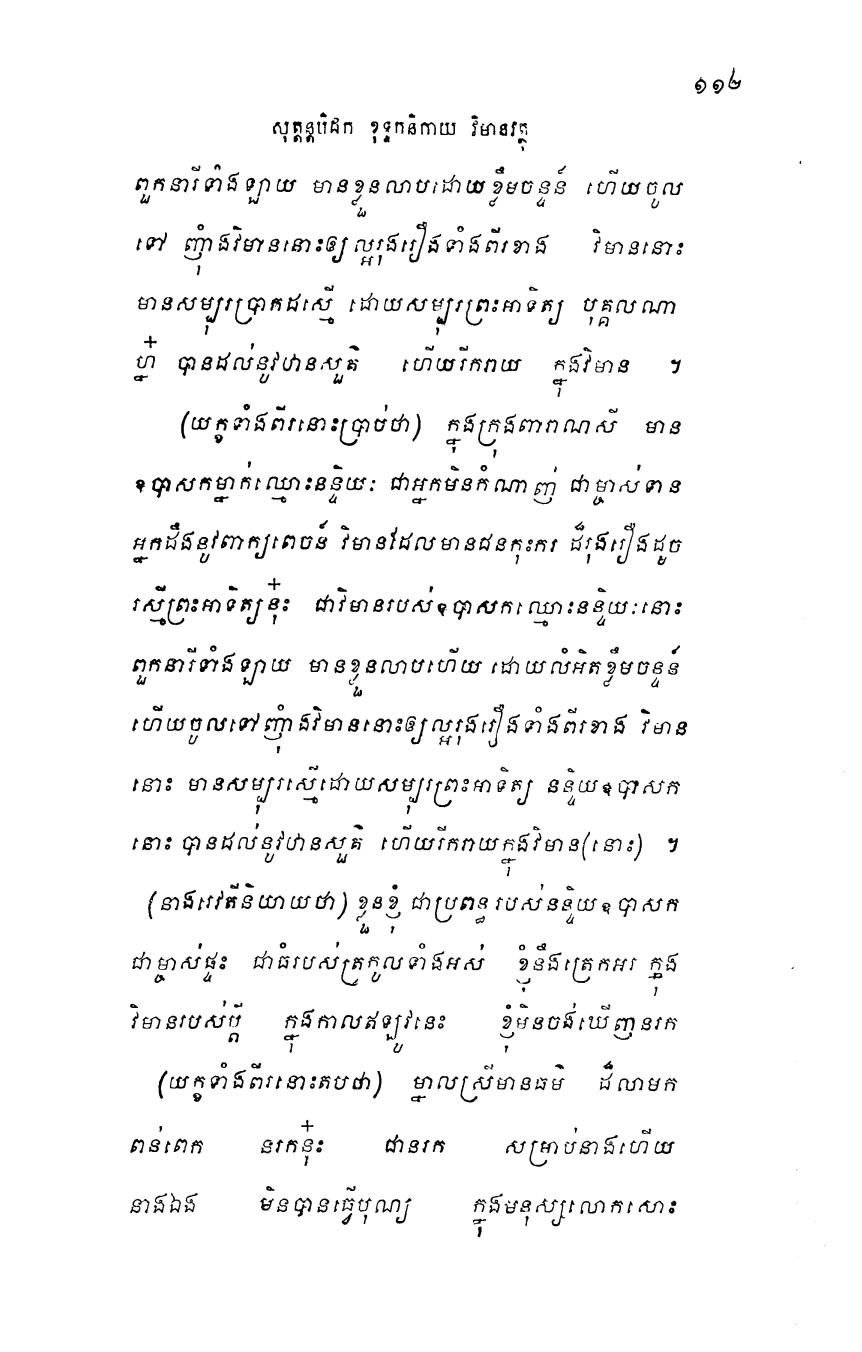 ១១២
សុត្តន្តបិដក ខុទ្ទកនិកាយ វិមានវត្ថុ
ពួកនារីទាំងឡាយ មានខ្លួនលាបដោយខ្លឹមចន្ទន៍ ហើយចូល
ទៅ ញុំាងវិមាននោះឲ្យល្អរុងរឿងទាំងពីរខាង វិមាននោះ
មានសម្បុរប្រាកដស្មើ ដោយសម្បុរព្រះអាទិត្យ បុគ្គលណា
ហ្ន៎ បានដល់នូវឋានសួគ៌ ហើយរីករាយ ក្នុងវិមាន ។
(យក្ខទាំងពីរនោះប្រាប់ថា) ក្នុងក្រុងពារាណសី មាន
ឧបាសកម្នាក់ឈ្មោះនន្ទិយៈ ជាអ្នកមិនកំណាញ់ ជាម្ចាស់ទាន
អ្នកដឹងនូវពាក្យពេចន៍ វិមានដែលមានជនកុះករ ដ៏រុងរឿងដូច
រស្មីព្រះអាទិត្យនុ៎ះ ជាវិមានរបស់ឧបាសកឈ្មោះនន្ទិយៈនោះ
ពួកនារីទាំងឡាយ មានខ្លួនលាបហើយ ដោយលំអិតខ្លឹមចន្ទន៍
ហើយចូលទៅញុំាងវិមាននោះឲ្យល្អរុងរឿងទាំងពីរខាង វិមាន
នោះ មានសម្បុរស្មើដោយសម្បុរព្រះអាទិត្យ នន្ទិយឧបាសក
នោះ បានដល់នូវឋានសួគ៌ ហើយរីករាយក្នុងវិមាន(នោះ) ។
(នាងរេវតីនិយាយថា) ខ្លួនខ្ញុំ ជាប្រពន្ធរបស់នន្ទិយឧបាសក
ជាម្ចាស់ផ្ទះ ជាធំរបស់ត្រកូលទាំងអស់ ខ្ញុំនឹងត្រេកអរ ក្នុង
វិមានរបស់ប្តី ក្នុងកាលឥឡូវនេះ ខ្ញុំមិនចង់ឃើញនរក
(យក្ខទាំងពីរនោះតបថា) ម្នាលស្រីមានធម៌ ដ៏លាមក
ពន់ពេក នរកនុ៎ះ ជានរក សម្រាប់នាងហើយ
នាងឯង មិនបានធ្វើបុណ្យ ក្នុងមនុស្សលោកសោះ